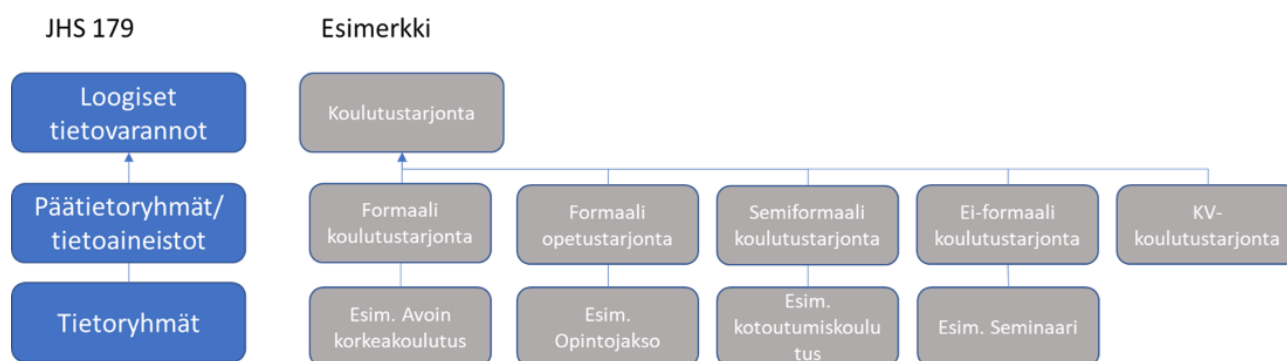 JHS 179
Esimerkki
Loogiset
tietovarannot
Koulutustarjonta
Päätietoryhmät/
tietoaineistot
Formaali
koulutustarjonta
Formaali
opetustarjonta
Semiformaali
koulutustarjonta
Ei-formaali
koulutustarjonta
KV-
koulutustarjonta
Tietoryhmät
Esim. Avoin
korkeakoulutus
Esim.
Opintojakso
Esim.
kotoutumiskoulu
tus
Esim. Seminaari